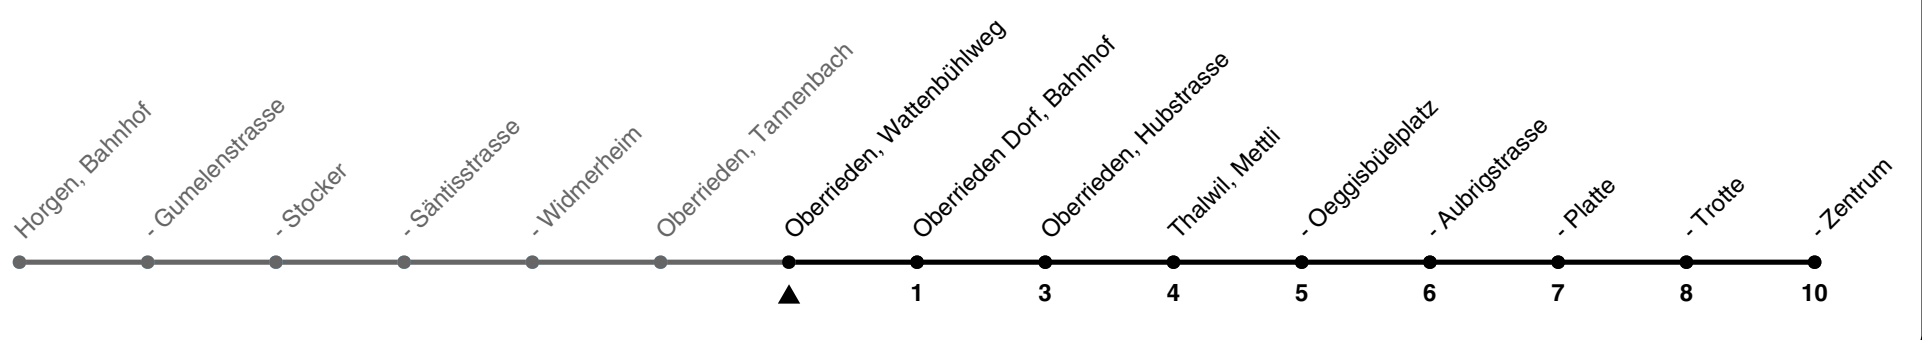 Horgen, Bahnhof
- Gumelenstrasse
- Stocker
- Säntisstrasse
- Widmerheim
Oberrieden, Tannenbach
Oberrieden, Wattenbühlweg
Oberrieden Dorf, Bahnhof
Oberrieden, Hubstrasse
Thalwil, Mettli
- Oeggisbüelplatz
- Aubrigstrasse
- Platte
- Trotte
- Zentrum
1 3 4 5 6 7 8 10